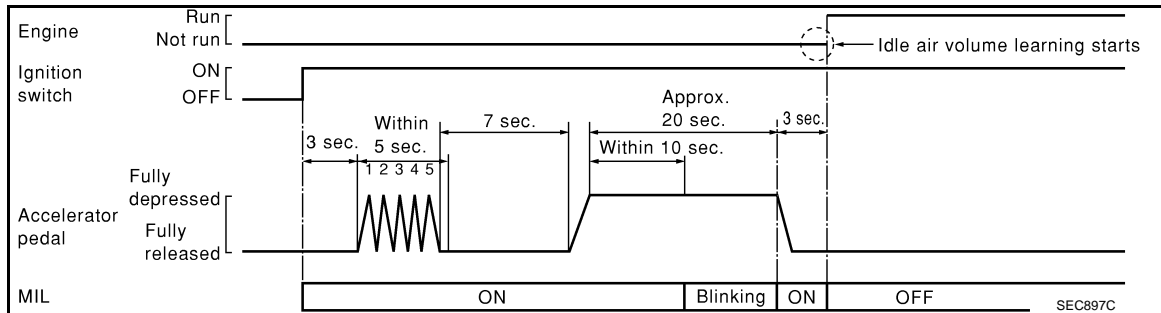 Engine
Run
Not run
Idle air volume learning starts
Ignition
switch
ON
OFF
3 sec.
Within
5 sec.
1 2 3 4 5
7 sec.
Approx.
20 sec.
Within 10 sec.
3 sec.
Accelerator
pedal
Fully
depressed
Fully
released
MIL
ON
Blinking
ON
OFF
SEC897C